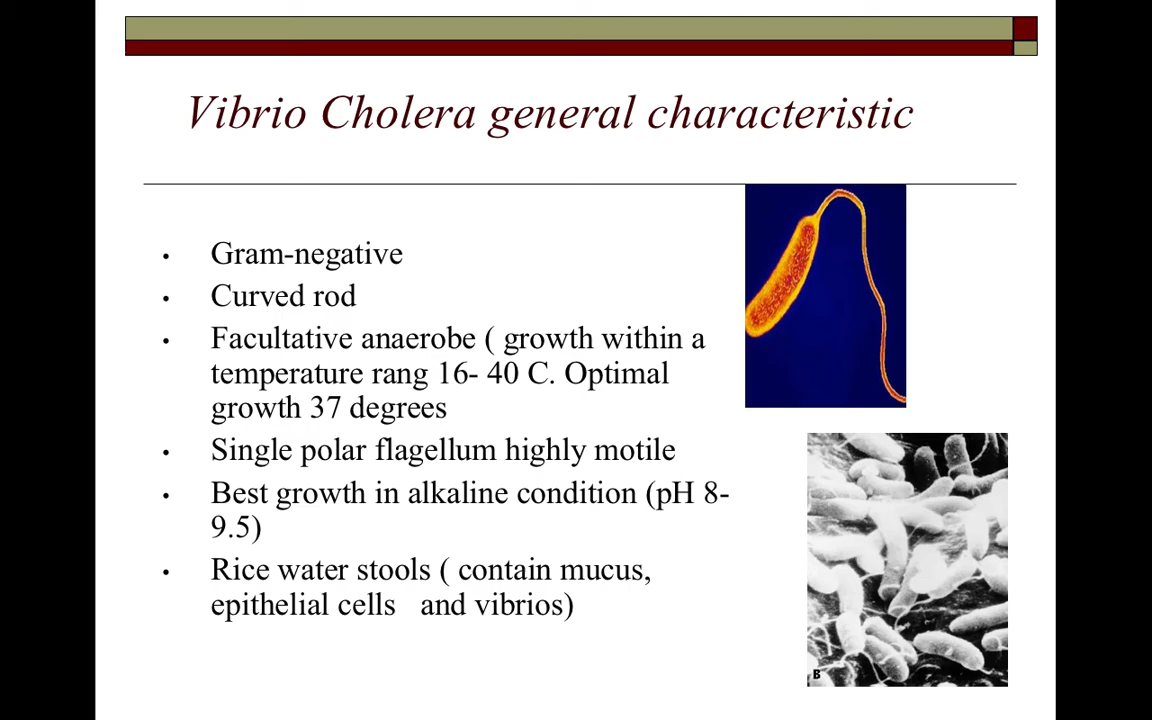 Vibrio Cholera general characteristic
• Gram-negative
• Curved rod
• Facultative anaerobe ( growth within a
temperature rang 16- 40 C. Optimal
growth 37 degrees
• Single polar flagellum highly motile
• Best growth in alkaline condition (pH 8-
9.5)
• Rice water stools ( contain mucus,
epithelial cells   and vibrios)
B